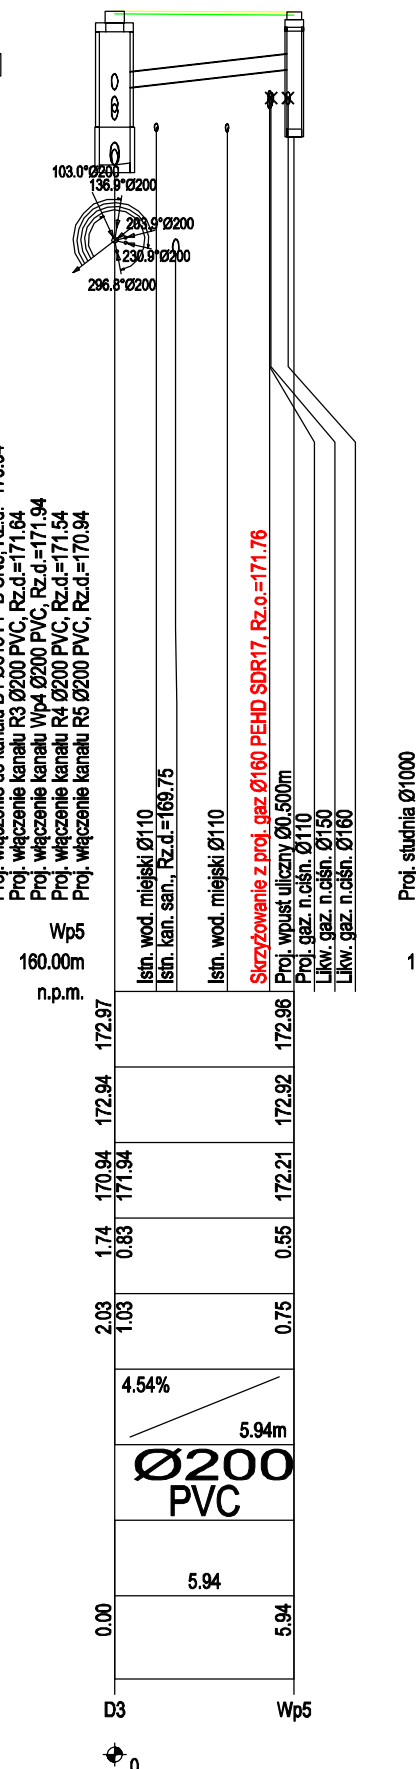 103.0°Ø200
136.9°Ø200
203.9°Ø200
230.9°Ø200
296.8°Ø200
Proj. włączenie kanału R3 Ø200 PVC, Rz.d.=171.64
Proj. włączenie kanału Wp4 Ø200 PVC, Rz.d.=171.94
Proj. włączenie kanału R4 Ø200 PVC, Rz.d.=171.54
Proj. włączenie kanału R5 Ø200 PVC, Rz.d.=170.94
Istn. wod. miejski Ø110
Istn. kan. san., Rz.d.=169.75
Istn. wod. miejski Ø110
Skrzyżowanie z proj. gaz Ø160 PEHD SDR17, Rz.o.=171.76
Proj. wpust uliczny Ø0.500m
Proj. gaz. n.ciśn. Ø110
Likw. gaz. n.ciśn. Ø150
Likw. gaz. n.ciśn. Ø160
Proj. studnia Ø1000
Wp5
160.00m
n.p.m.
1
172.97 172.96
172.94 172.92
170.94 171.94 172.21
1.74 0.83 0.55
2.03 1.03 0.75
4.54%
5.94m
Ø200
PVC
5.94
0.00 5.94
D3 Wp5
0